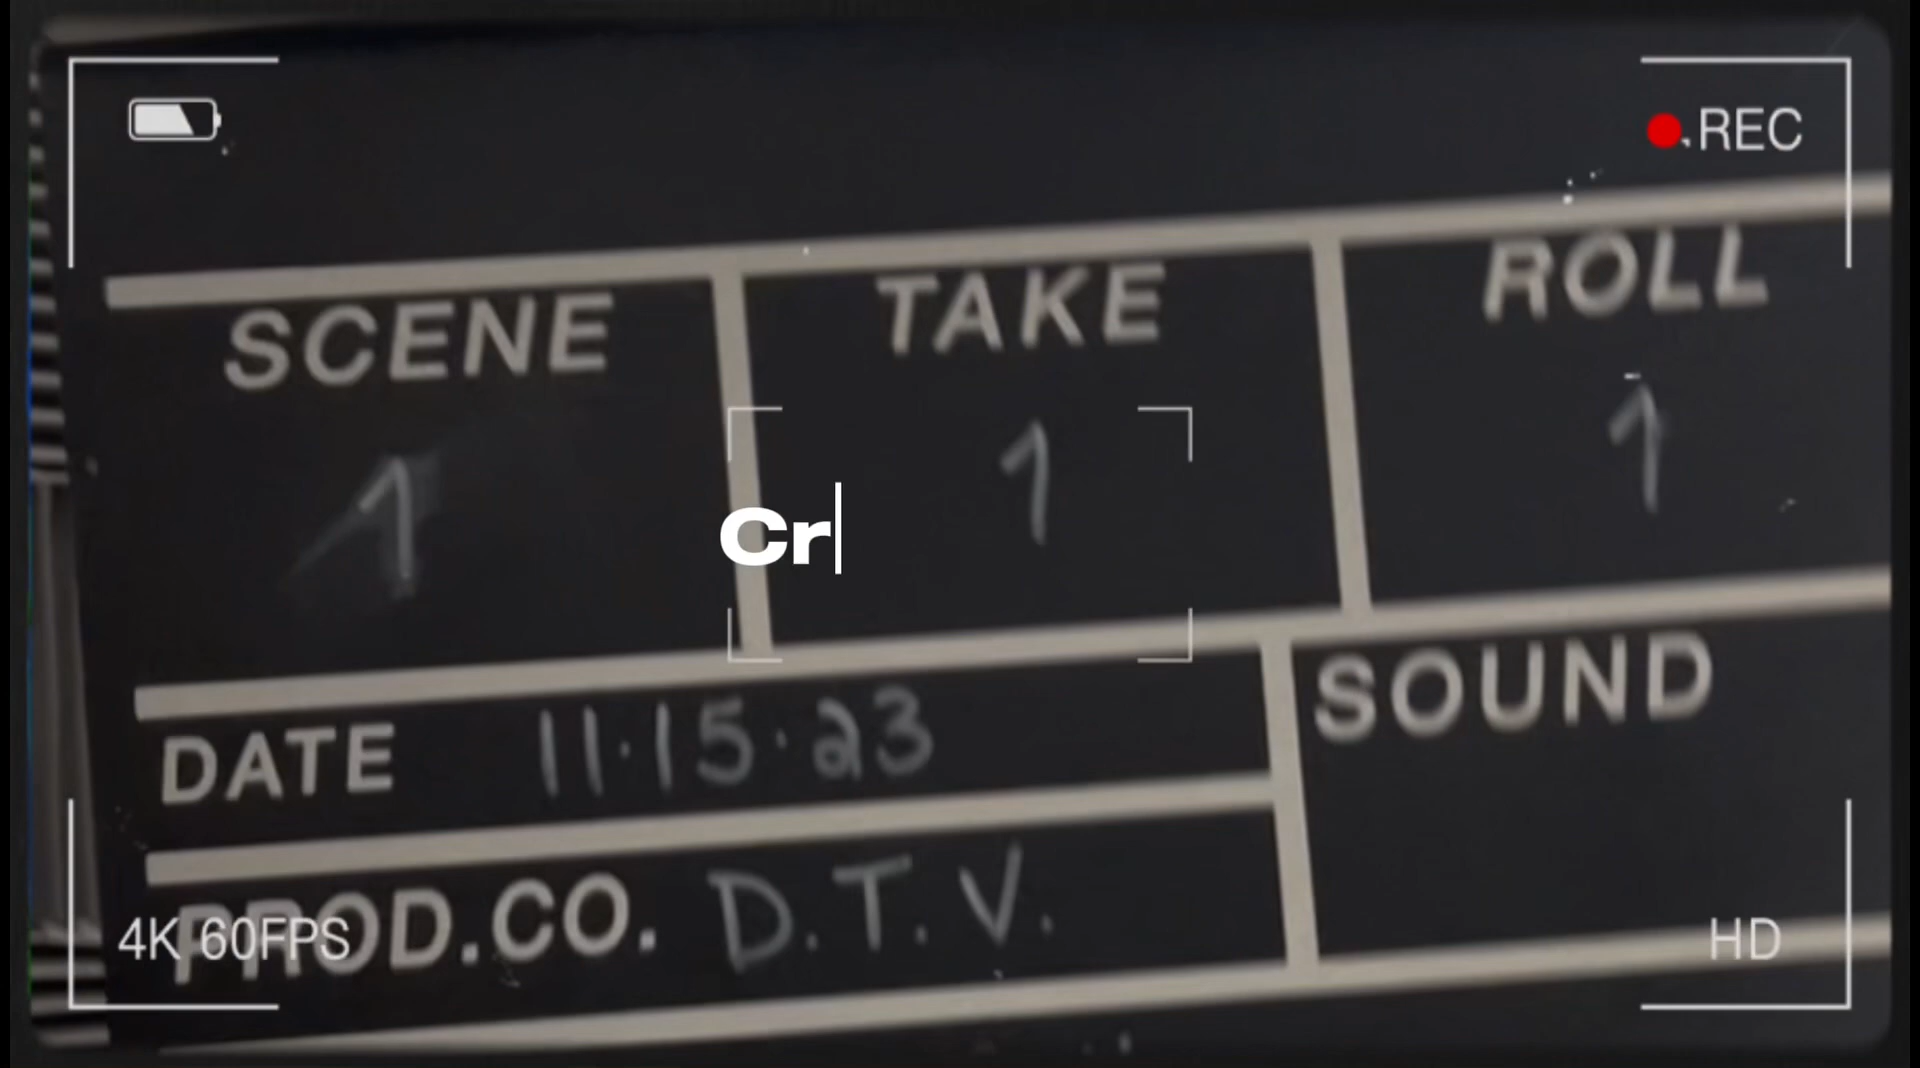 REC
SCENE TAKE ROLL
1 1 1
Cr
DATE 11·15·23 SOUND
PROD.CO. D.T.V.
4K 60FPS HD